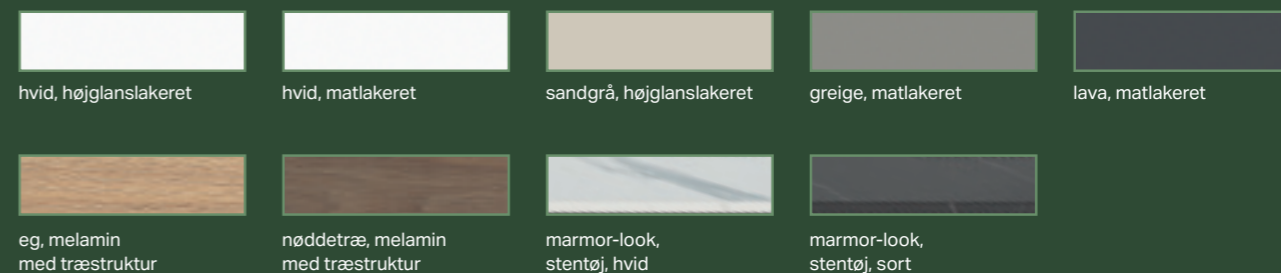 hvid, højglanslakeret
hvid, matlakeret
sandgrå, højglanslakeret
greige, matlakeret
lava, matlakeret
eg, melamin
med træstruktur
nøddetræ, melamin
med træstruktur
marmor-look,
stentøj, hvid
marmor-look,
stentøj, sort